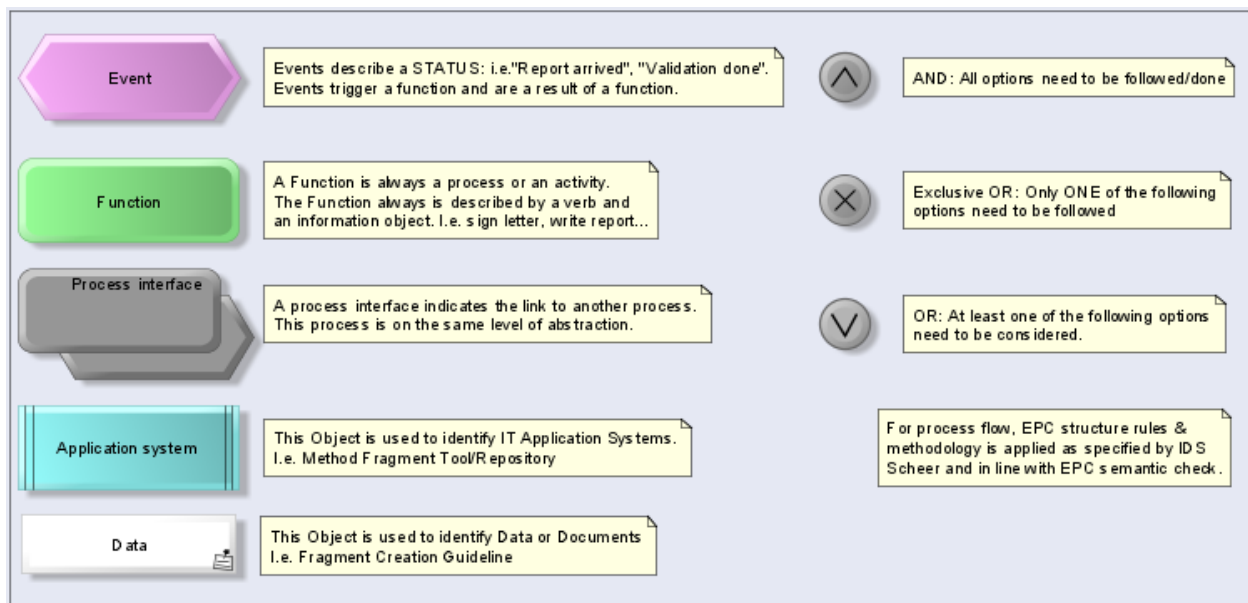 Event
Events describe a STATUS: i.e."Report arrived", "Validation done".
Events trigger a function and are a result of a function.
AND: All options need to be followed/done
Function
A Function is always a process or an activity.
The Function always is described by a verb and
an information object. I.e. sign letter, write report...
Exclusive OR: Only ONE of the following
options need to be followed
Process interface
A process interface indicates the link to another process.
This process is on the same level of abstraction.
OR: At least one of the following options
need to be considered.
Application system
This Object is used to identify IT Application Systems.
I.e. Method Fragment Tool/Repository
For process flow, EPC structure rules &
methodology is applied as specified by IDS
Scheer and in line with EPC semantic check.
Data
This Object is used to identify Data or Documents
I.e. Fragment Creation Guideline